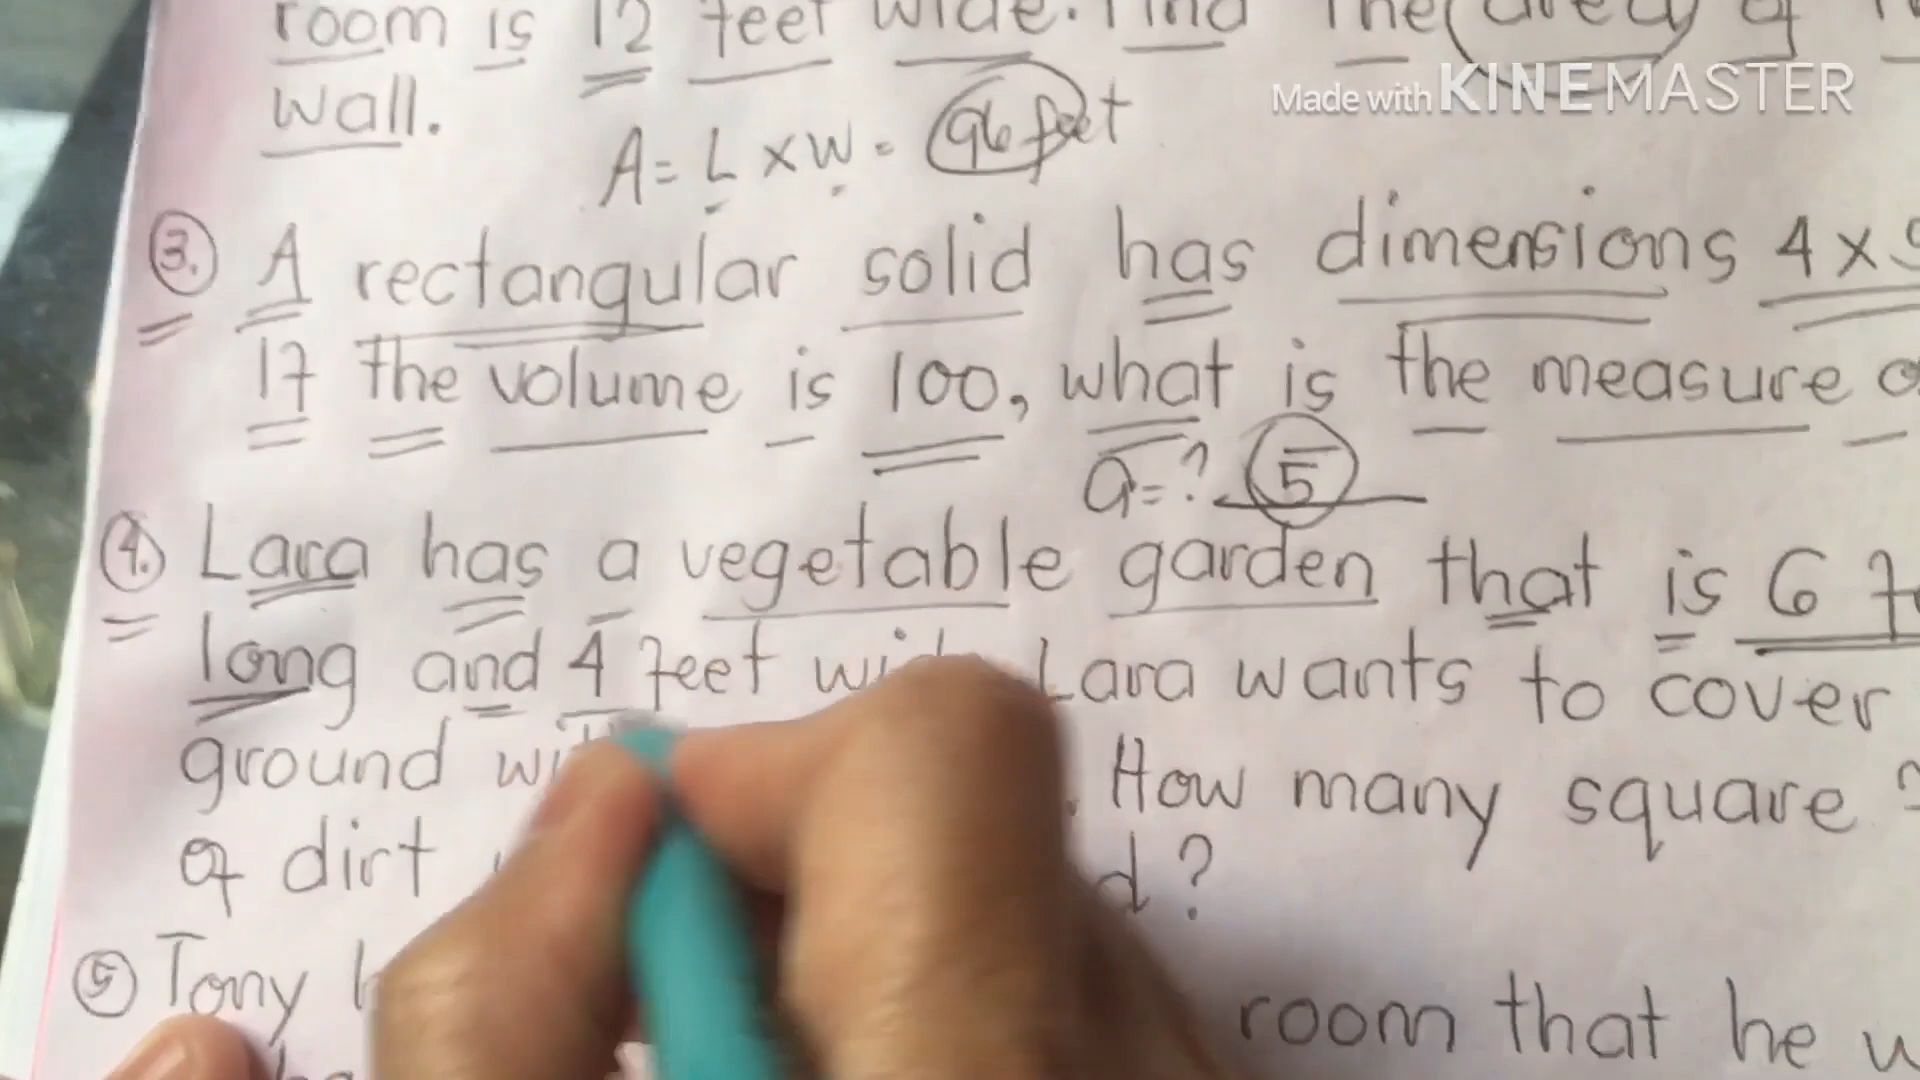 room is 12 feet wide. Find the area of
wall.
Made with KINEMASTER
A = L x W = 96 feet
3. A rectangular solid has dimensions 4 x
17 the volume is 100, what is the measure
a = ? 5
4. Lara has a vegetable garden that is 6
long and 4 feet Lara wants to cover
ground How many square
of dirt ?
5 Tony room that he